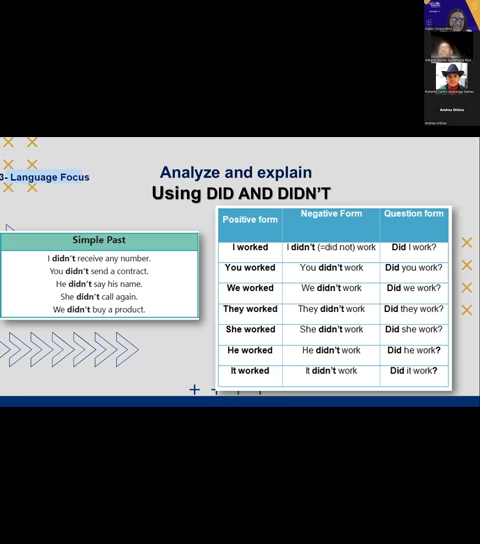 Andrea Urbina
3- Language Focus
Analyze and explain
Using DID AND DIDN'T
Simple Past
I didn't receive any number.
You didn't send a contract.
He didn't say his name.
She didn't call again.
We didn't buy a product.
Positive form Negative Form Question form
I worked I didn't (=did not) work Did I work?
You worked You didn't work Did you work?
We worked We didn't work Did we work?
They worked They didn't work Did they work?
She worked She didn't work Did she work?
He worked He didn't work Did he work?
It worked It didn't work Did it work?